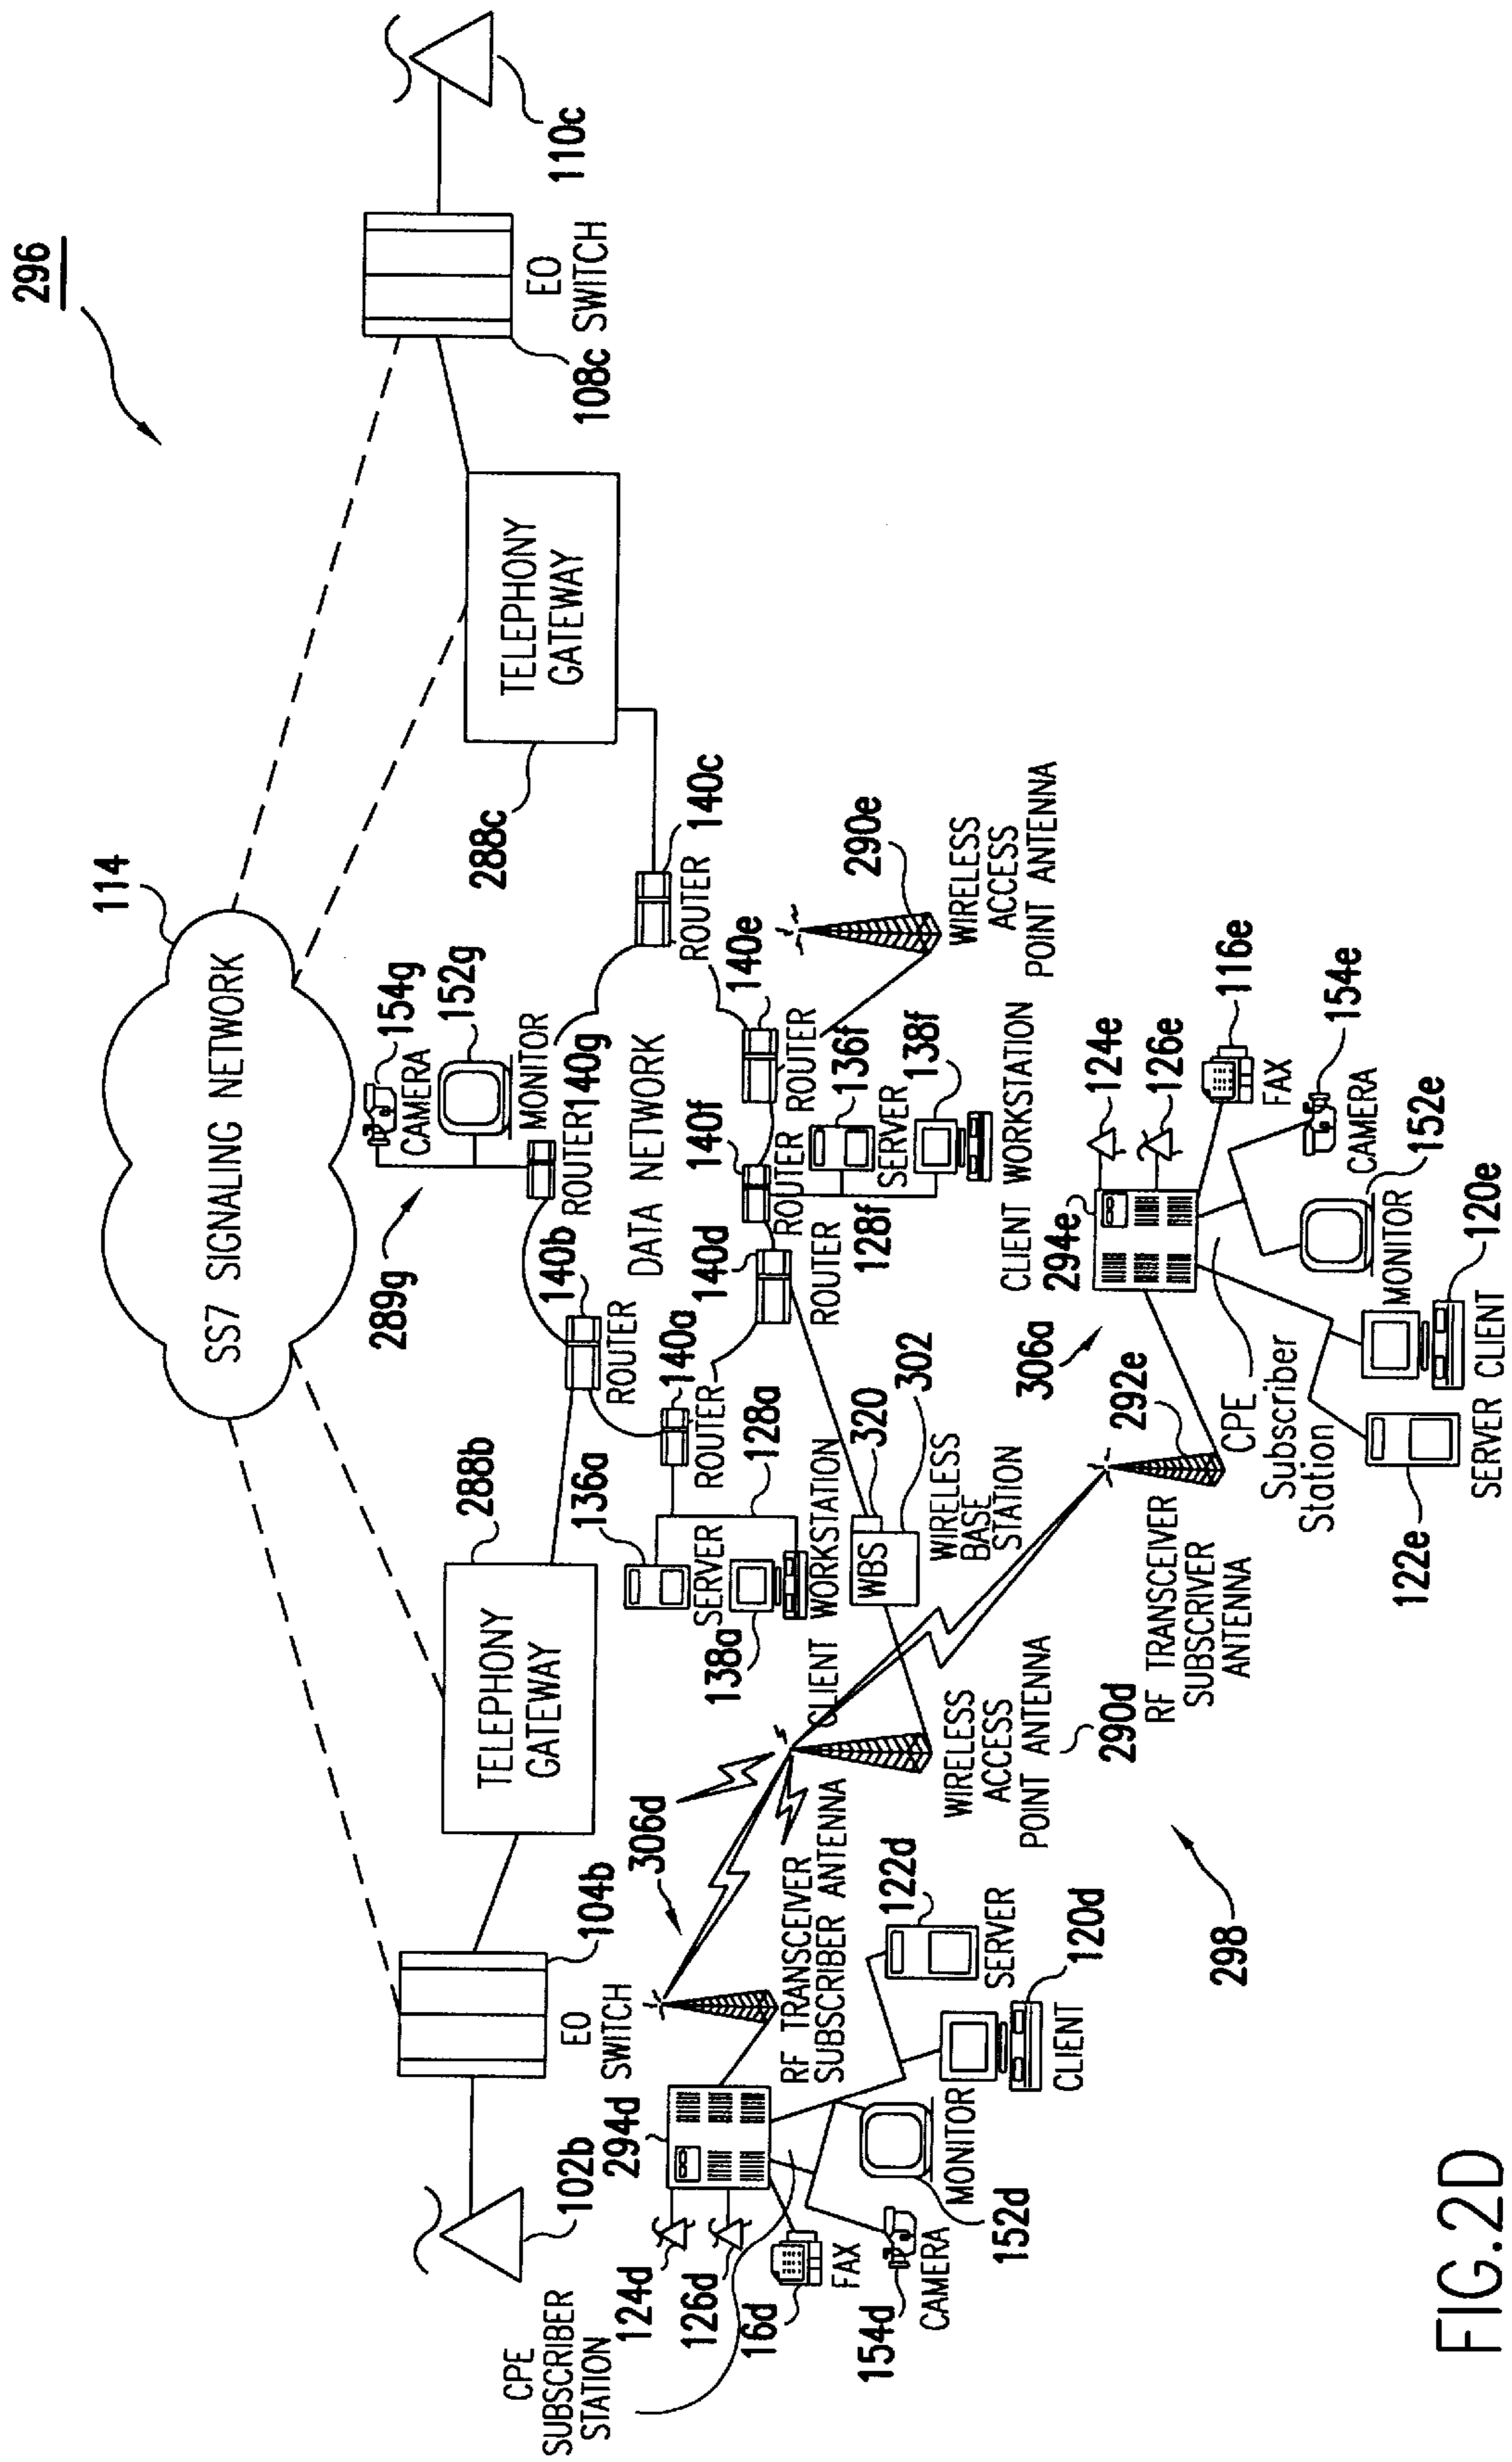 296
114
SS7 SIGNALING NETWORK
110c
EO
SWITCH
108c
TELEPHONY
GATEWAY
288c
154g
CAMERA
152g
MONITOR
289g
ROUTER
140g
140c
ROUTER
DATA NETWORK
140b
ROUTER
288b
TELEPHONY
GATEWAY
104b
EO
SWITCH
102b
140a
ROUTER
136a
SERVER
128a
138a
CLIENT WORKSTATION
140d
ROUTER
140f
ROUTER
140e
ROUTER
136f
SERVER
138f
128f
CLIENT WORKSTATION
290e
WIRELESS
ACCESS
POINT ANTENNA
320
302
WBS
WIRELESS
BASE
STATION
WIRELESS
ACCESS
POINT ANTENNA
290d
306d
RF TRANSCEIVER
SUBSCRIBER ANTENNA
294d
124d
126d
16d
FAX
154d
CAMERA
152d
MONITOR
122d
SERVER
120d
CLIENT
CPE
SUBSCRIBER
STATION
298
306a
292e
RF TRANSCEIVER
SUBSCRIVER
ANTENNA
294e
124e
126e
116e
FAX
154e
CAMERA
152e
MONITOR
120e
CLIENT
SERVER
122e
CPE
Subscriber
Station
FIG.2D